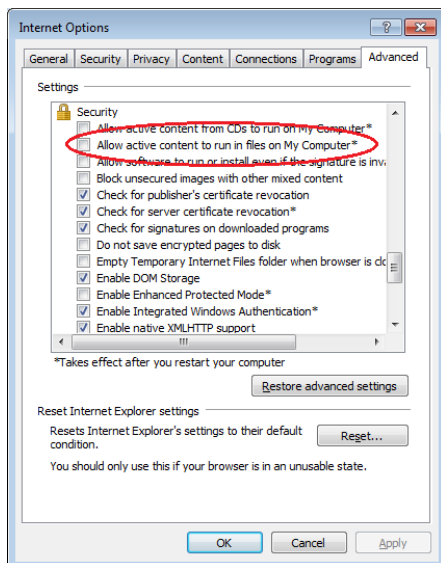 Internet Options
General Security Privacy Content Connections Programs Advanced
Settings
Security
Allow active content from CDs to run on My Computer*
Allow active content to run in files on My Computer*
Allow software to run or install even if the signature is inva
Block unsecured images with other mixed content
Check for publisher's certificate revocation
Check for server certificate revocation*
Check for signatures on downloaded programs
Do not save encrypted pages to disk
Empty Temporary Internet Files folder when browser is clo
Enable DOM Storage
Enable Enhanced Protected Mode*
Enable Integrated Windows Authentication*
Enable native XMLHTTP support
*Takes effect after you restart your computer
Restore advanced settings
Reset Internet Explorer settings
Resets Internet Explorer's settings to their default
condition.
Reset...
You should only use this if your browser is in an unusable state.
OK Cancel Apply